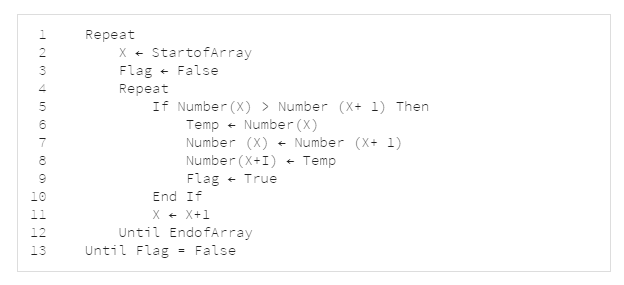 1 Repeat
2 X ← StartofArray
3 Flag ← False
4 Repeat
5 If Number(X) > Number (X+ 1) Then
6 Temp ← Number(X)
7 Number (X) ← Number (X+ 1)
8 Number(X+I) ← Temp
9 Flag ← True
10 End If
11 X ← X+1
12 Until EndofArray
13 Until Flag = False